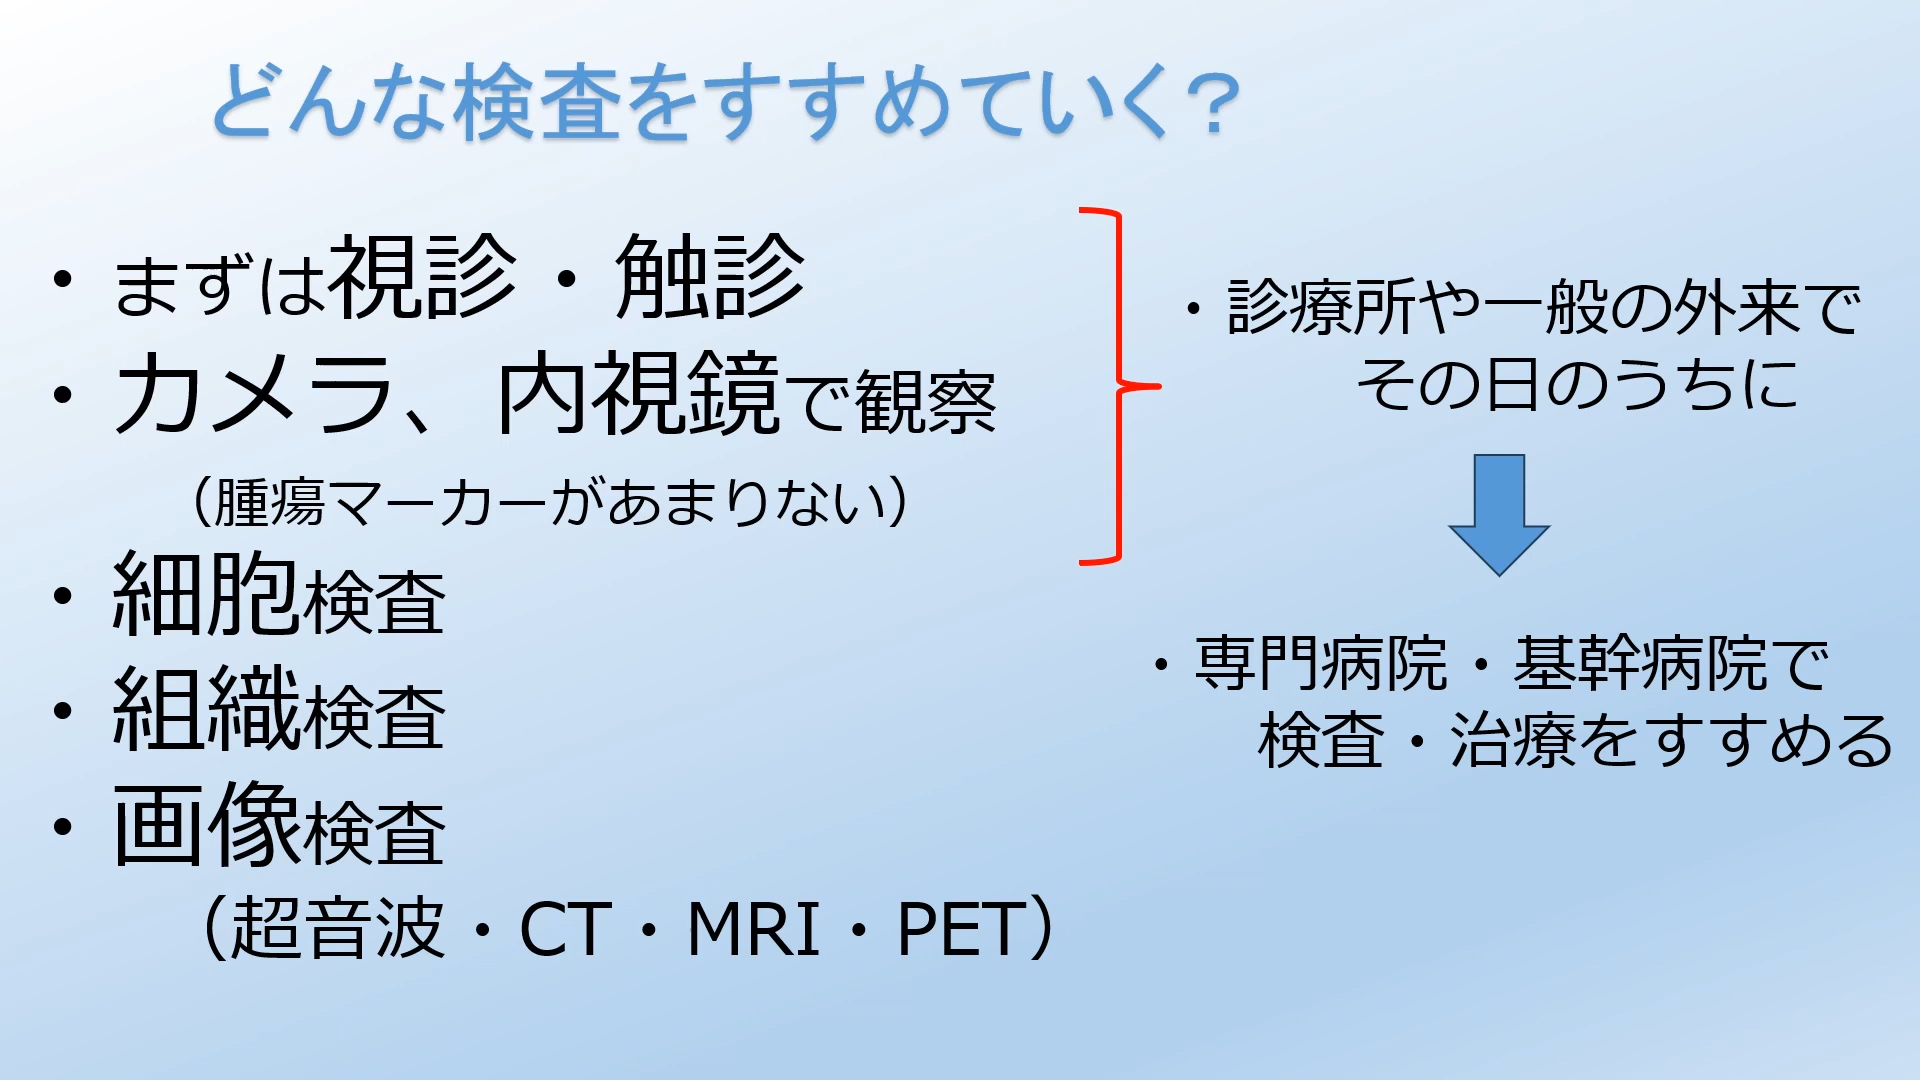 どんな検査をすすめていく？
・まずは視診・触診
・カメラ、内視鏡で観察
（腫瘍マーカーがあまりない）
・細胞検査
・組織検査
・画像検査
（超音波・CT・MRI・PET）
・診療所や一般の外来で
その日のうちに
・専門病院・基幹病院で
検査・治療をすすめる